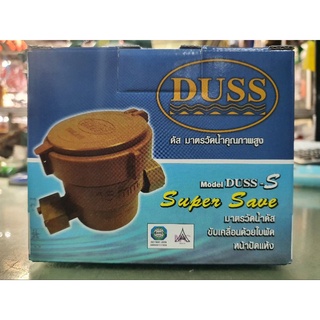 DUSS
ดัส มาตรวัดน้ำคุณภาพสูง
Model DUSS-S
Super Save
มาตรวัดน้ำดัส
ขับเคลื่อนด้วยใบพัด
หน้าปัดแห้ง
DUSS